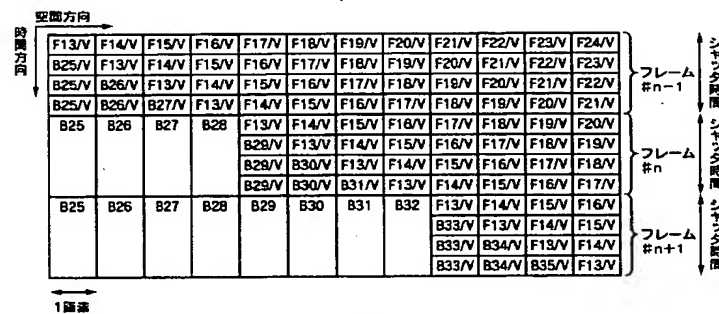 空間方向
時間方向
F13/V F14/V F15/V F16/V F17/V F18/V F19/V F20/V F21/V F22/V F23/V F24/V
B25/V F13/V F14/V F15/V F16/V F17/V F18/V F19/V F20/V F21/V F22/V F23/V
B25/V B26/V F13/V F14/V F15/V F16/V F17/V F18/V F19/V F20/V F21/V F22/V
B25/V B26/V B27/V F13/V F14/V F15/V F16/V F17/V F18/V F19/V F20/V F21/V
フレーム
#n-1
シャッタ時間
B25 B26 B27 B28 F13/V F14/V F15/V F16/V F17/V F18/V F19/V F20/V
B29/V F13/V F14/V F15/V F16/V F17/V F18/V F19/V
B29/V B30/V F13/V F14/V F15/V F16/V F17/V F18/V
B29/V B30/V B31/V F13/V F14/V F15/V F16/V F17/V
フレーム
#n
シャッタ時間
B25 B26 B27 B28 B29 B30 B31 B32 F13/V F14/V F15/V F16/V
B33/V F13/V F14/V F15/V
B33/V B34/V F13/V F14/V
B33/V B34/V B35/V F13/V
フレーム
#n+1
シャッタ時間
1画素